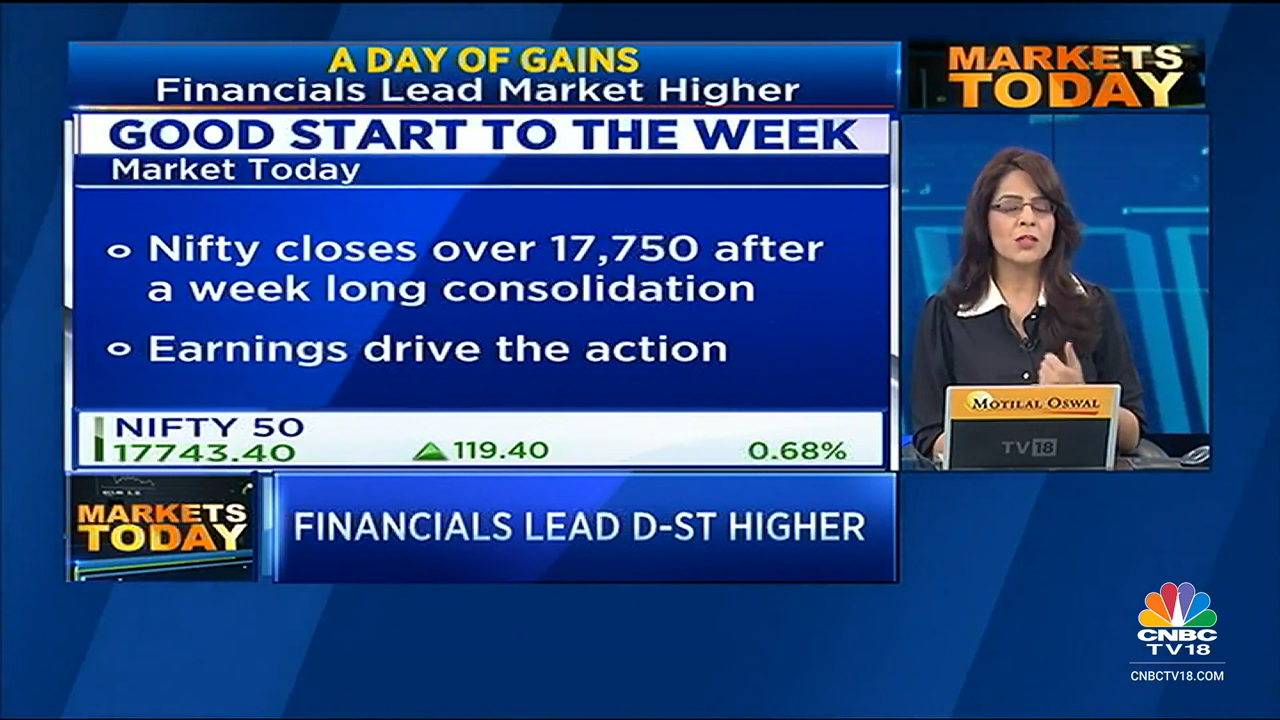 A DAY OF GAINS
Financials Lead Market Higher
MARKETS
TODAY
GOOD START TO THE WEEK
Market Today
Nifty closes over 17,750 after
a week long consolidation
Earnings drive the action
NIFTY 50
17743.40 119.40 0.68%
MOTILAL OSWAL
TV18
MARKETS
TODAY
FINANCIALS LEAD D-ST HIGHER
CNBC
TV18
CNBCTV18.COM